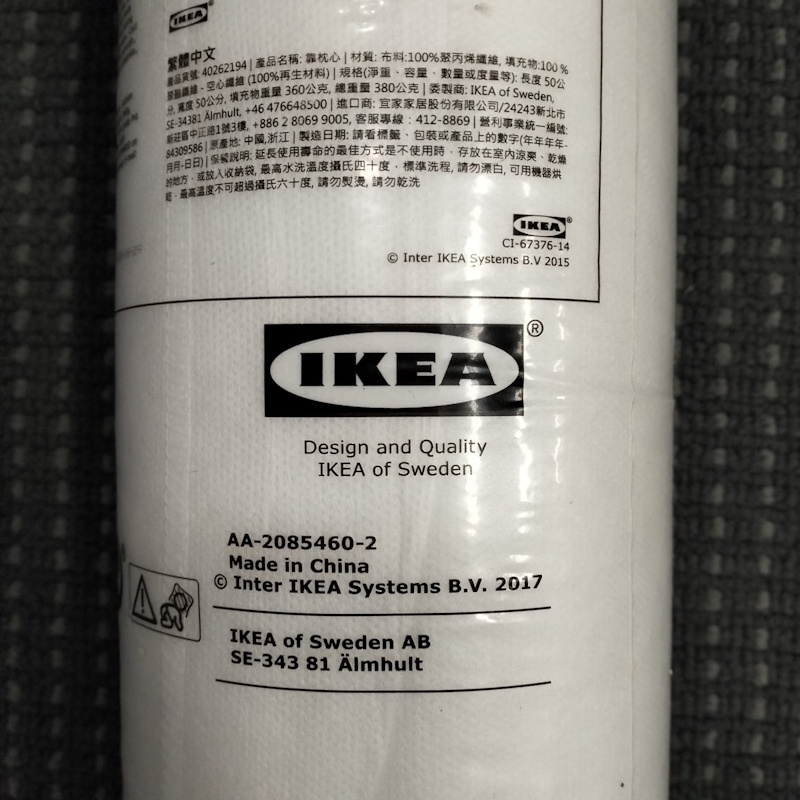 IKEA®
繁體中文
產品貨號: 40262194 | 產品名稱: 靠枕心 | 材質: 布料:100%聚丙烯纖維, 填充物:100%
聚酯纖維 - 空心纖維 (100%再生材料) | 規格(淨重、容量、數量或度量等): 長度 50公
分, 寬度 50公分, 填充物重量 360公克, 總重量 380公克 | 委製商: IKEA of Sweden,
SE-34381 Älmhult, +46 476648500 | 進口商: 宜家家居股份有限公司/24243新北市
新莊區中正路1號3樓, +886 2 8069 9005, 客服專線 : 412-8869 | 營利事業統一編號:
84309586 | 原產地: 中國,浙江 | 製造日期: 請看標籤、包裝或產品上的數字(年年年年-
月月-日日) | 保養說明: 延長使用壽命的最佳方式是不使用時，存放在室內涼爽、乾燥
的地方，或放入收納袋, 最高水洗溫度攝氏四十度，標準洗程, 請勿漂白, 可用機器烘
乾，最高溫度不可超過攝氏六十度, 請勿熨燙, 請勿乾洗
IKEA®
CI-67376-14
© Inter IKEA Systems B.V 2015
IKEA®
Design and Quality
IKEA of Sweden
AA-2085460-2
Made in China
© Inter IKEA Systems B.V. 2017
IKEA of Sweden AB
SE-343 81 Älmhult